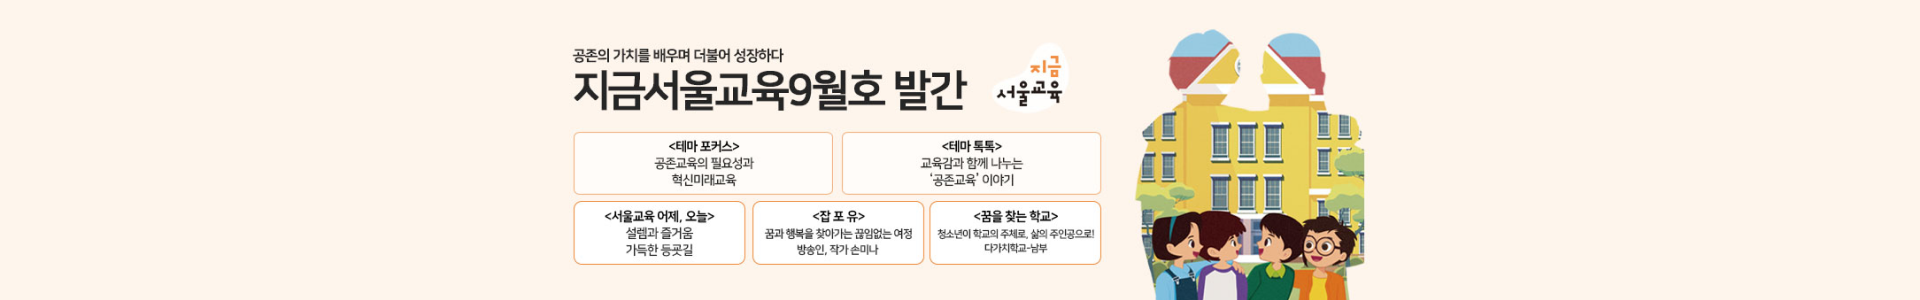 공존의 가치를 배우며 더불어 성장하다
지금서울교육9월호 발간
지금
서울교육
<테마 포커스>
공존교육의 필요성과
혁신미래교육
<테마 톡톡>
교육감과 함께 나누는
‘공존교육’ 이야기
<서울교육 어제, 오늘>
설렘과 즐거움
가득한 등굣길
<잡 포 유>
꿈과 행복을 찾아가는 끊임없는 여정
방송인, 작가 손미나
<꿈을 찾는 학교>
청소년이 학교의 주체로, 삶의 주인공으로!
다가치학교-남부